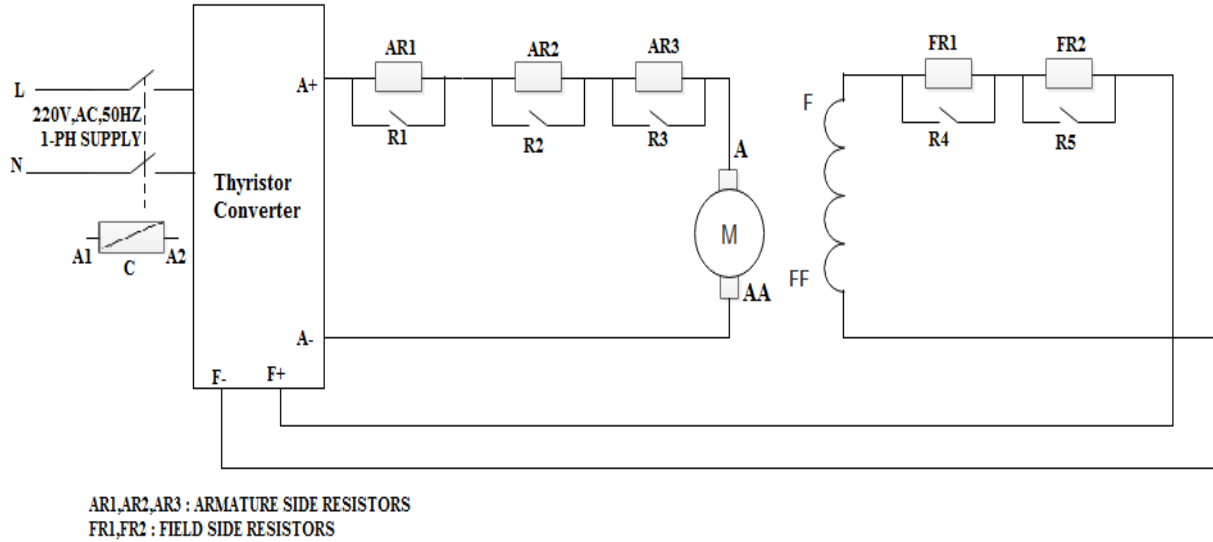 AR1
AR2
AR3
FR1
FR2
L
A+
220V,AC,50HZ
1-PH SUPPLY
R1
R2
R3
F
R4
R5
N
A
Thyristor
Converter
M
A1
A2
C
FF
AA
A-
F-
F+
AR1,AR2,AR3 : ARMATURE SIDE RESISTORS
FR1,FR2 : FIELD SIDE RESISTORS